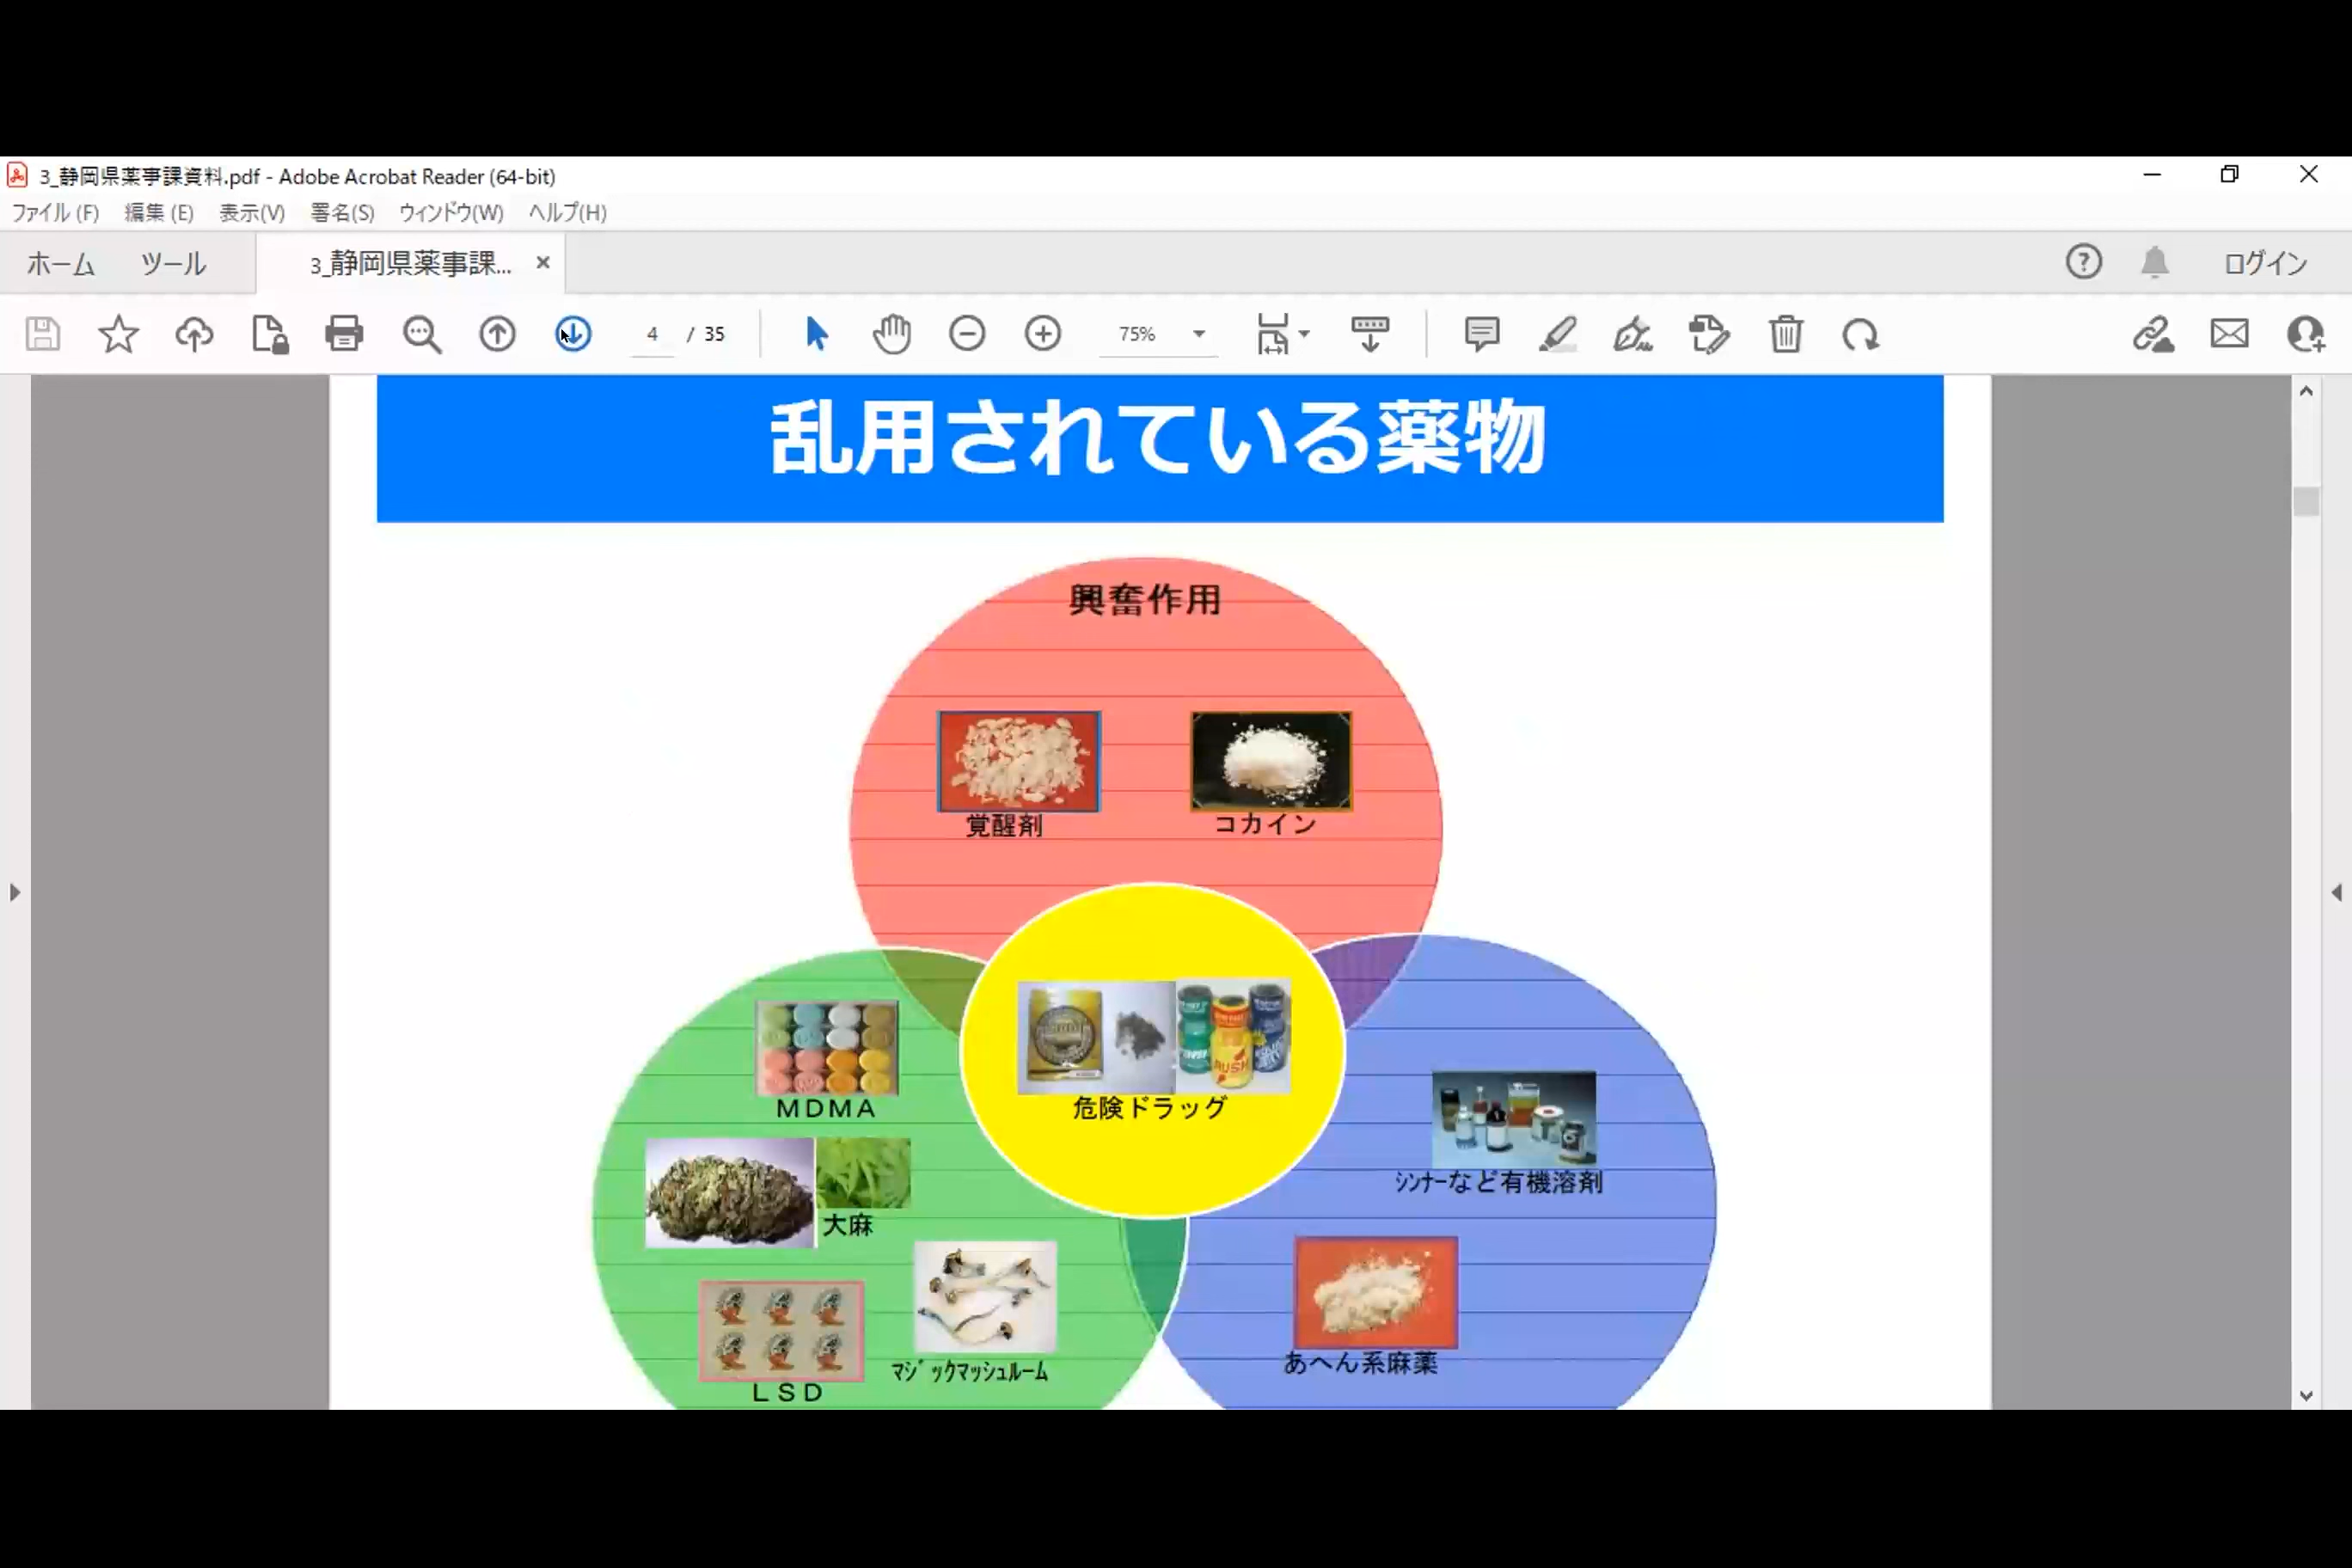 3_静岡県薬事課資料.pdf - Adobe Acrobat Reader (64-bit)
ファイル(F) 編集(E) 表示(V) 署名(S) ウィンドウ(W) ヘルプ(H)
ホーム ツール 3_静岡県薬事課... ログイン
4 / 35 75%
乱用されている薬物
興奮作用
覚醒剤 コカイン
MDMA
危険ドラッグ
RUSH
シンナーなど有機溶剤
大麻
あへん系麻薬
マジックマッシュルーム
LSD